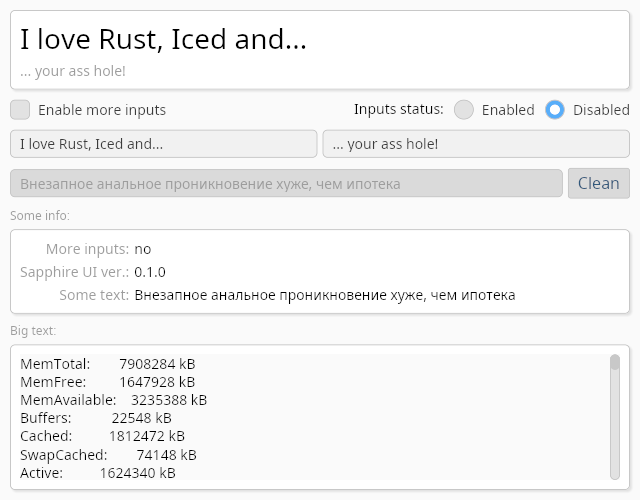 I love Rust, Iced and...
... your ass hole!
Enable more inputs
Inputs status:
Enabled
Disabled
I love Rust, Iced and...
... your ass hole!
Внезапное анальное проникновение хуже, чем ипотека
Clean
Some info:
More inputs: no
Sapphire UI ver.: 0.1.0
Some text: Внезапное анальное проникновение хуже, чем ипотека
Big text:
MemTotal: 7908284 kB
MemFree: 1647928 kB
MemAvailable: 3235388 kB
Buffers: 22548 kB
Cached: 1812472 kB
SwapCached: 74148 kB
Active: 1624340 kB